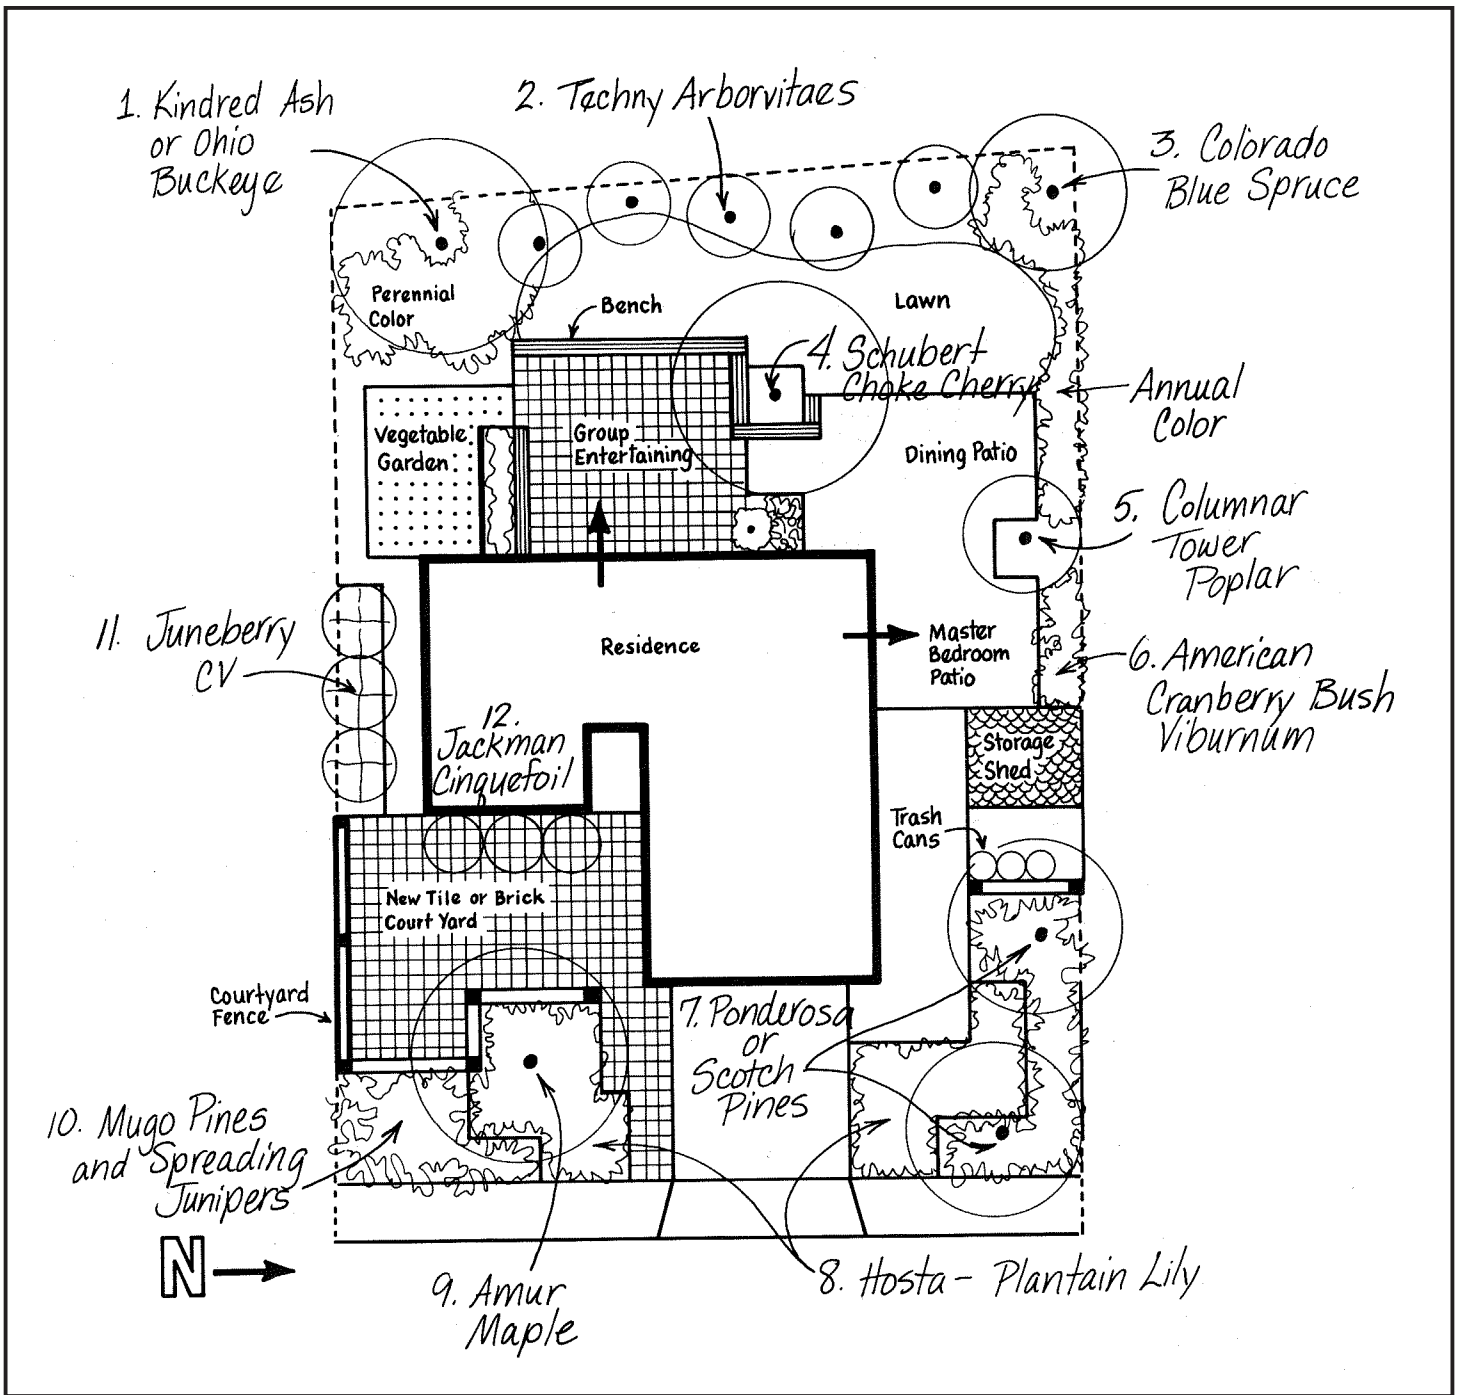 1. Kindred Ash
or Ohio
Buckeye
2. Techny Arborvitaes
3. Colorado
Blue Spruce
Perennial
Color
Bench
Lawn
4. Schubert
Choke Cherry
Annual
Color
Vegetable
Garden
Group
Entertaining
Dining Patio
5. Columnar
Tower
Poplar
11. Juneberry
CV
Residence
Master
Bedroom
Patio
6. American
Cranberry Bush
Viburnum
12.
Jackman
Cinquefoil
Storage
Shed
Trash
Cans
New Tile or Brick
Court Yard
Courtyard
Fence
7. Ponderosa
or
Scotch
Pines
10. Mugo Pines
and Spreading
Junipers
N
9. Amur
Maple
8. Hosta - Plantain Lily